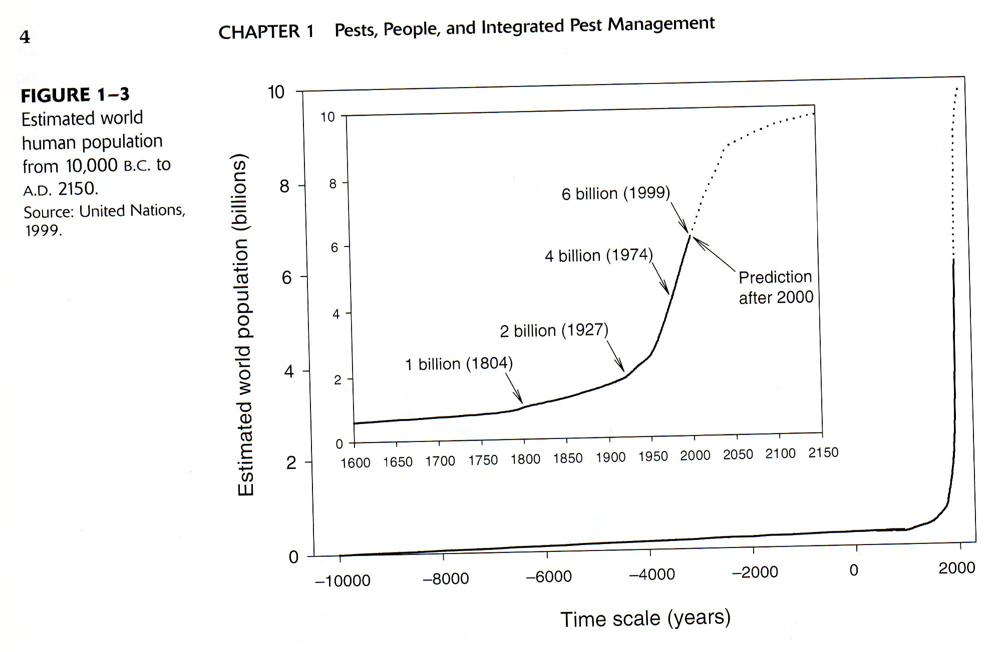 4
CHAPTER 1 Pests, People, and Integrated Pest Management
FIGURE 1–3
Estimated world
human population
from 10,000 B.C. to
A.D. 2150.
Source: United Nations,
1999.
Estimated world population (billions)
10
8
6
4
2
0
10
8
6
4
2
0
6 billion (1999)
4 billion (1974)
Prediction
after 2000
2 billion (1927)
1 billion (1804)
1600 1650 1700 1750 1800 1850 1900 1950 2000 2050 2100 2150
–10000 –8000 –6000 –4000 –2000 0 2000
Time scale (years)